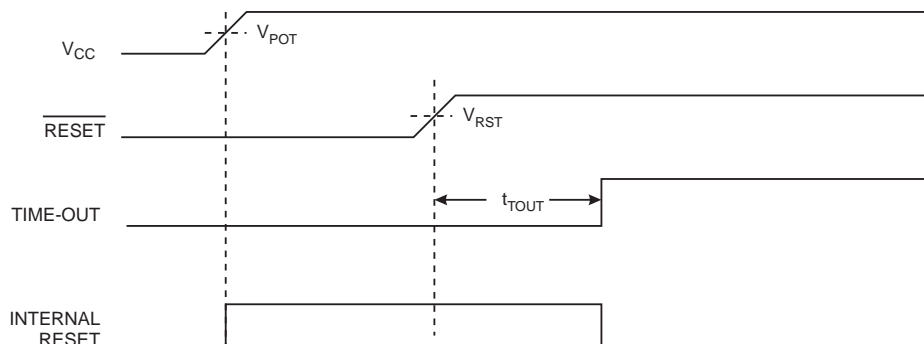 V_CC
V_POT
RESET
V_RST
TIME-OUT
t_TOUT
INTERNAL
RESET